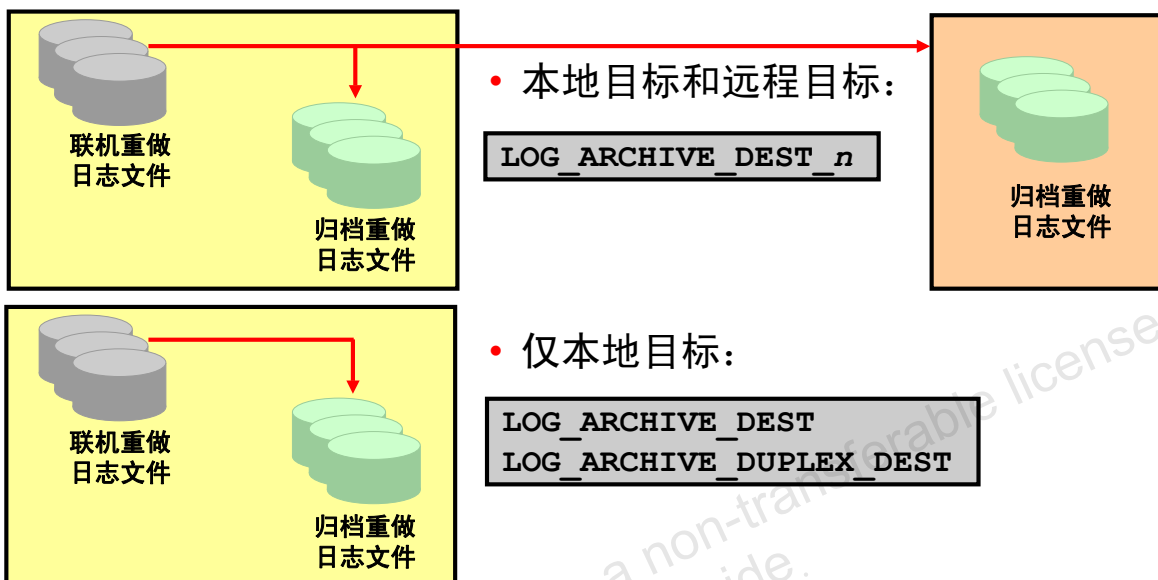 联机重做
日志文件
归档重做
日志文件
• 本地目标和远程目标：
LOG_ARCHIVE_DEST_n
归档重做
日志文件
联机重做
日志文件
归档重做
日志文件
• 仅本地目标：
LOG_ARCHIVE_DEST
LOG_ARCHIVE_DUPLEX_DEST
a non-transferable license